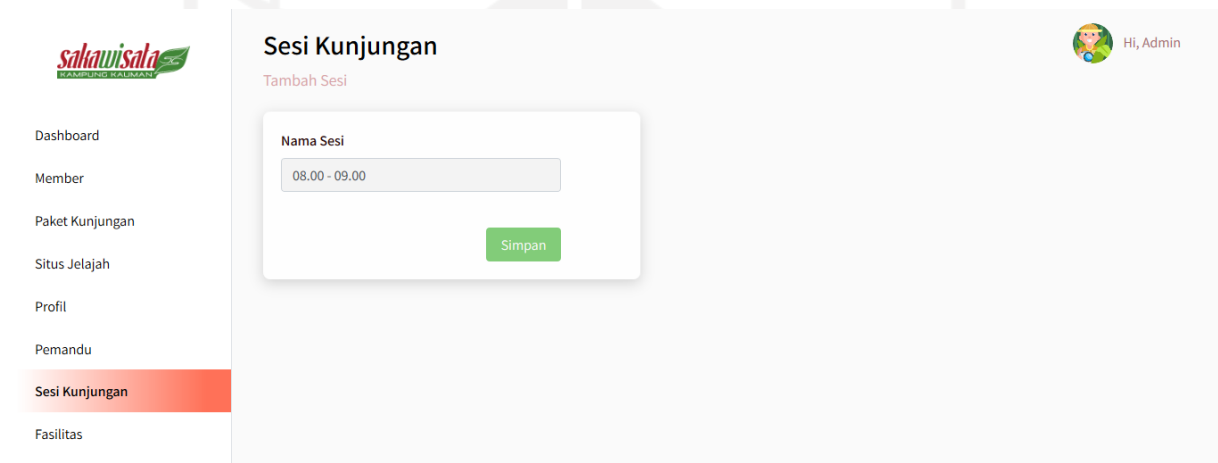 sakawisata
KAMPUNG KAUMAN
Dashboard
Member
Paket Kunjungan
Situs Jelajah
Profil
Pemandu
Sesi Kunjungan
Fasilitas
Sesi Kunjungan
Tambah Sesi
Hi, Admin
Nama Sesi
08.00 - 09.00
Simpan